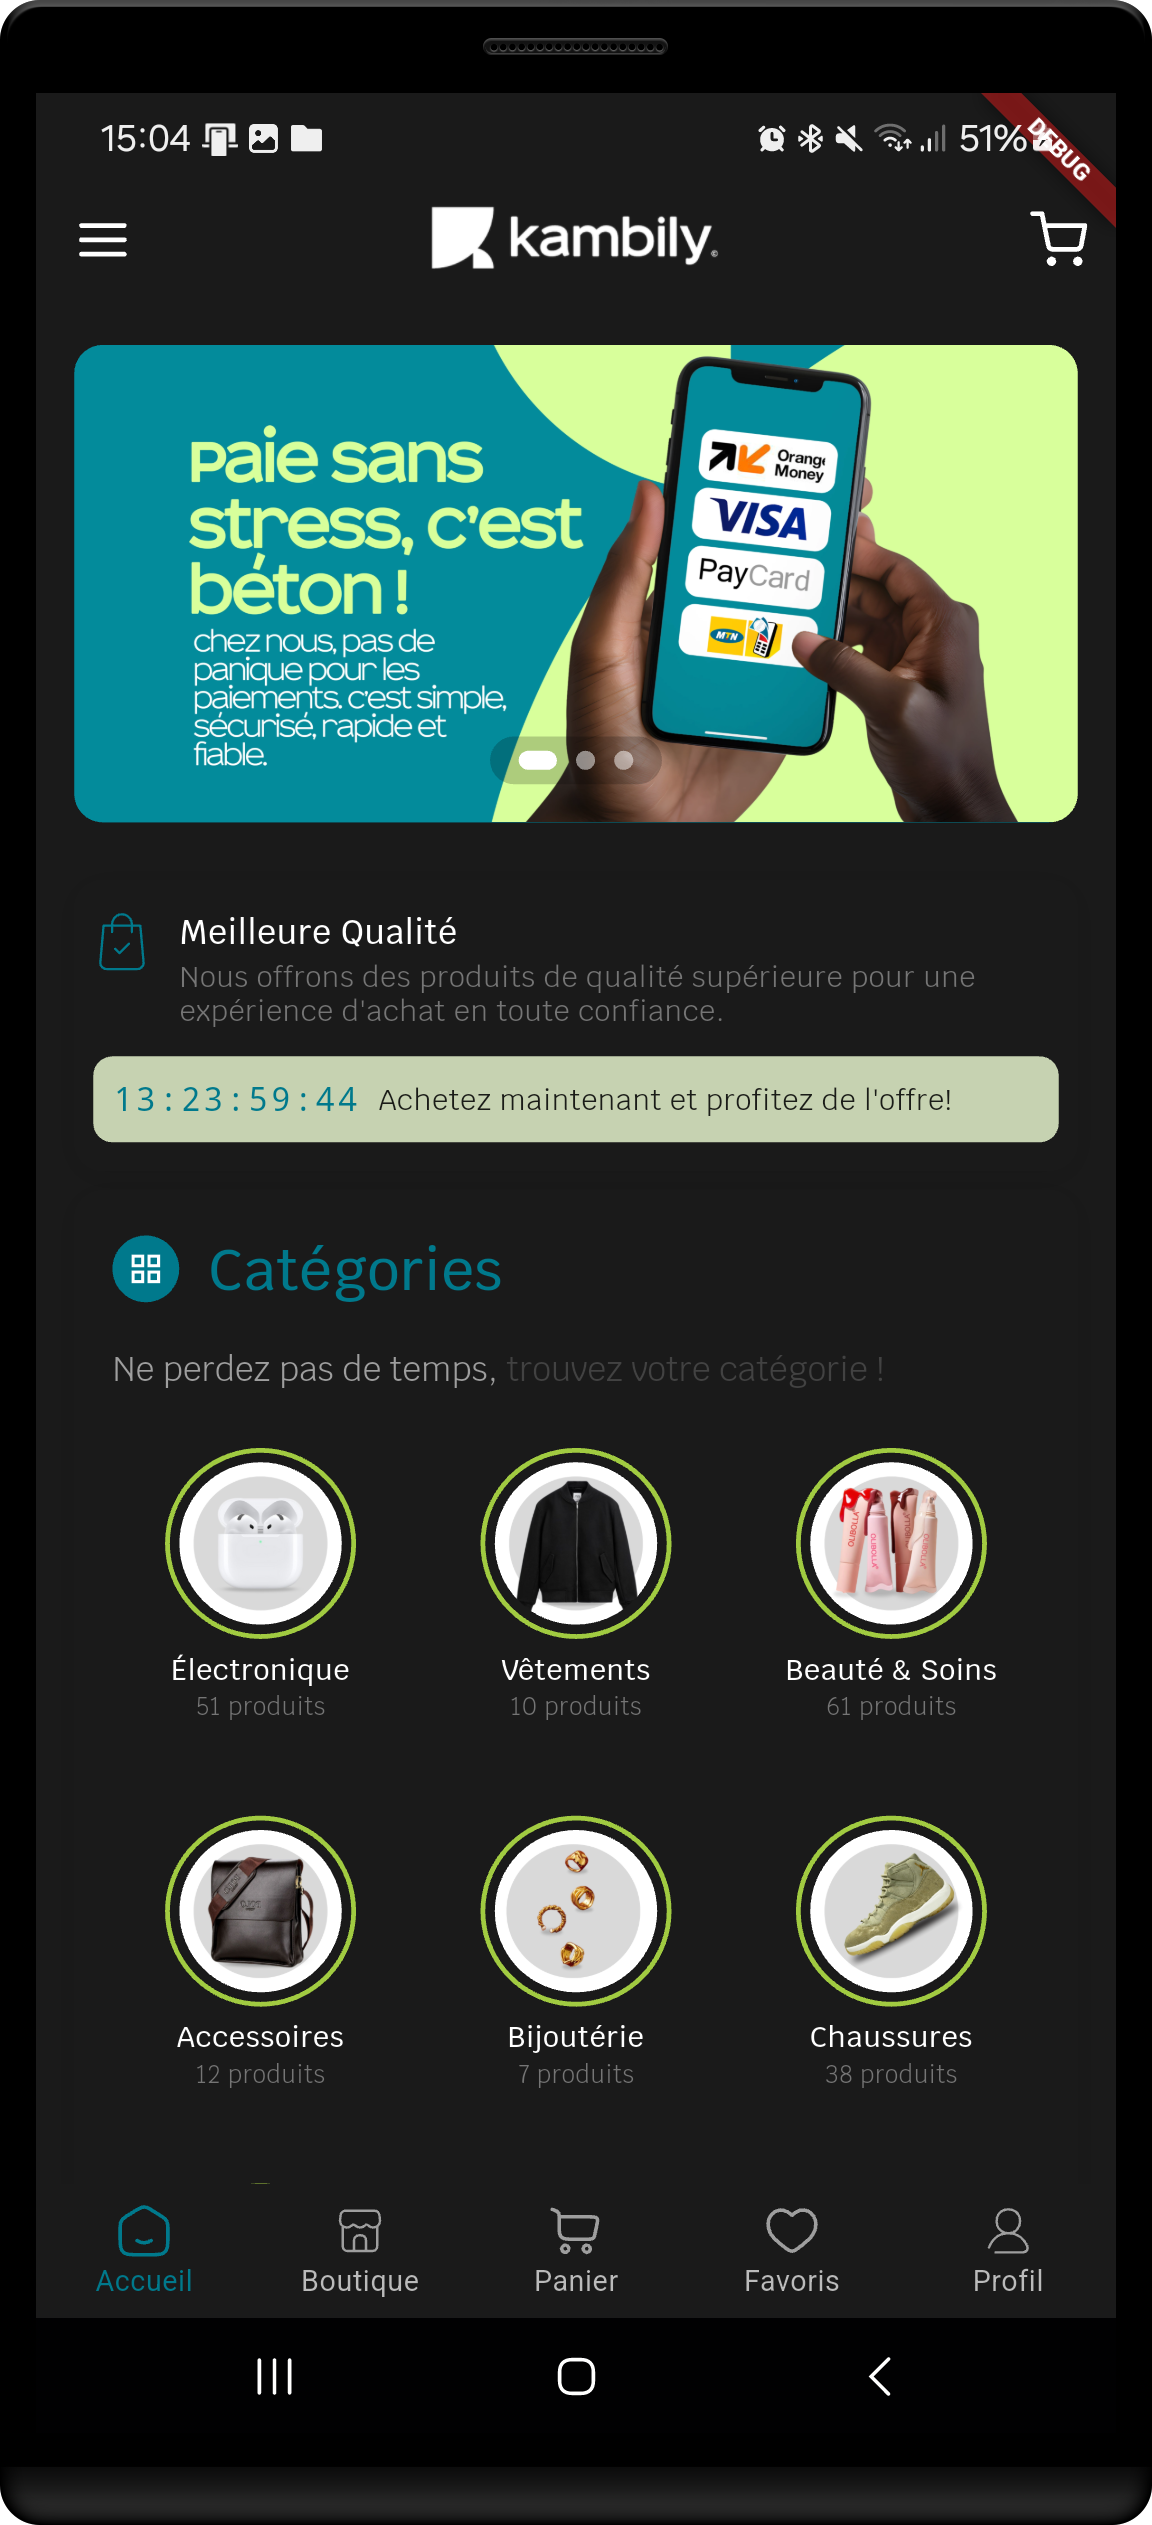 15:04
51%
DEBUG
kambily
©
Paie sans
stress, c'est
béton !
chez nous, pas de
panique pour les
paiements. c'est simple,
sécurisé, rapide et
fiable.
Orange
Money
VISA
PayCard
MTN
Meilleure Qualité
Nous offrons des produits de qualité supérieure pour une
expérience d'achat en toute confiance.
13:23:59:44 Achetez maintenant et profitez de l'offre!
Catégories
Ne perdez pas de temps, trouvez votre catégorie !
Électronique
51 produits
Vêtements
10 produits
Beauté & Soins
61 produits
Accessoires
12 produits
Bijoutérie
7 produits
Chaussures
38 produits
Accueil
Boutique
Panier
Favoris
Profil